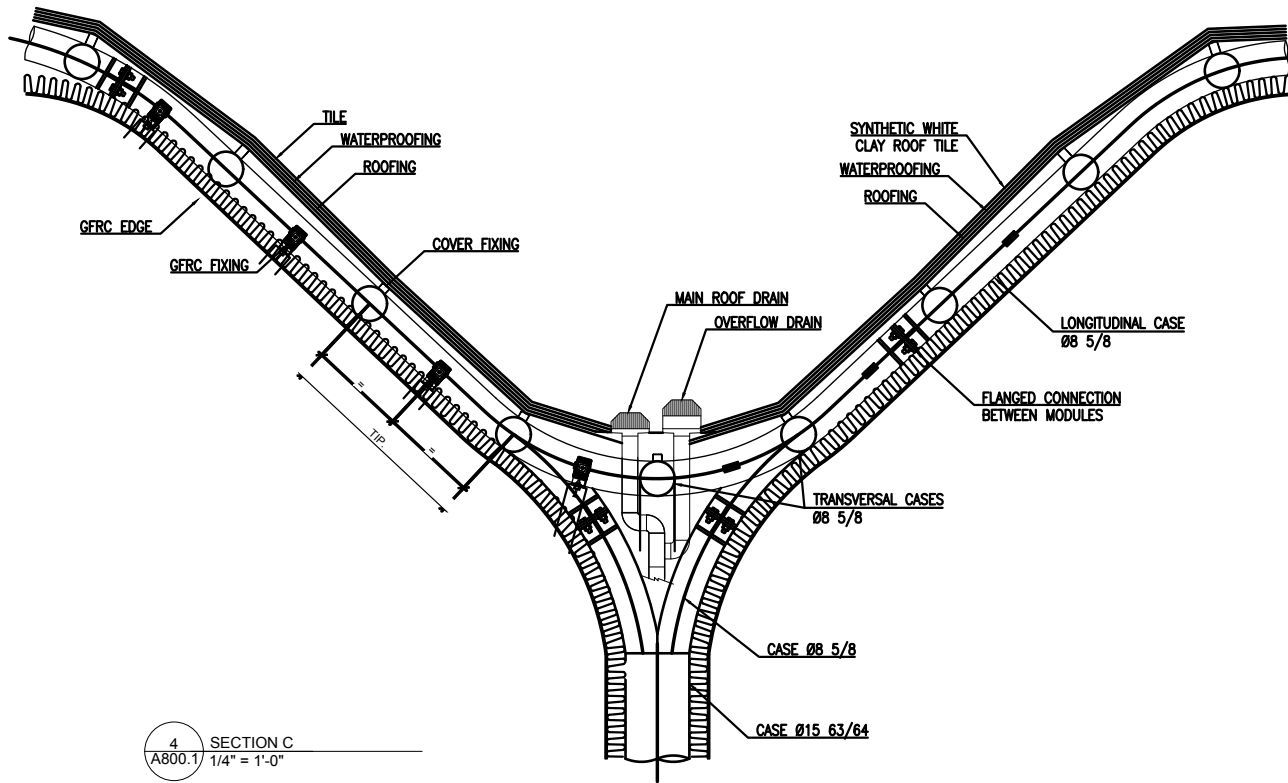 TILE
WATERPROOFING
ROOFING
GFRC EDGE
GFRC FIXING
COVER FIXING
MAIN ROOF DRAIN
OVERFLOW DRAIN
SYNTHETIC WHITE
CLAY ROOF TILE
WATERPROOFING
ROOFING
LONGITUDINAL CASE
Ø8 5/8
FLANGED CONNECTION
BETWEEN MODULES
=
TIP.
=
TRANSVERSAL CASES
Ø8 5/8
CASE Ø8 5/8
CASE Ø15 63/64
4
A800.1
SECTION C
1/4" = 1'-0"